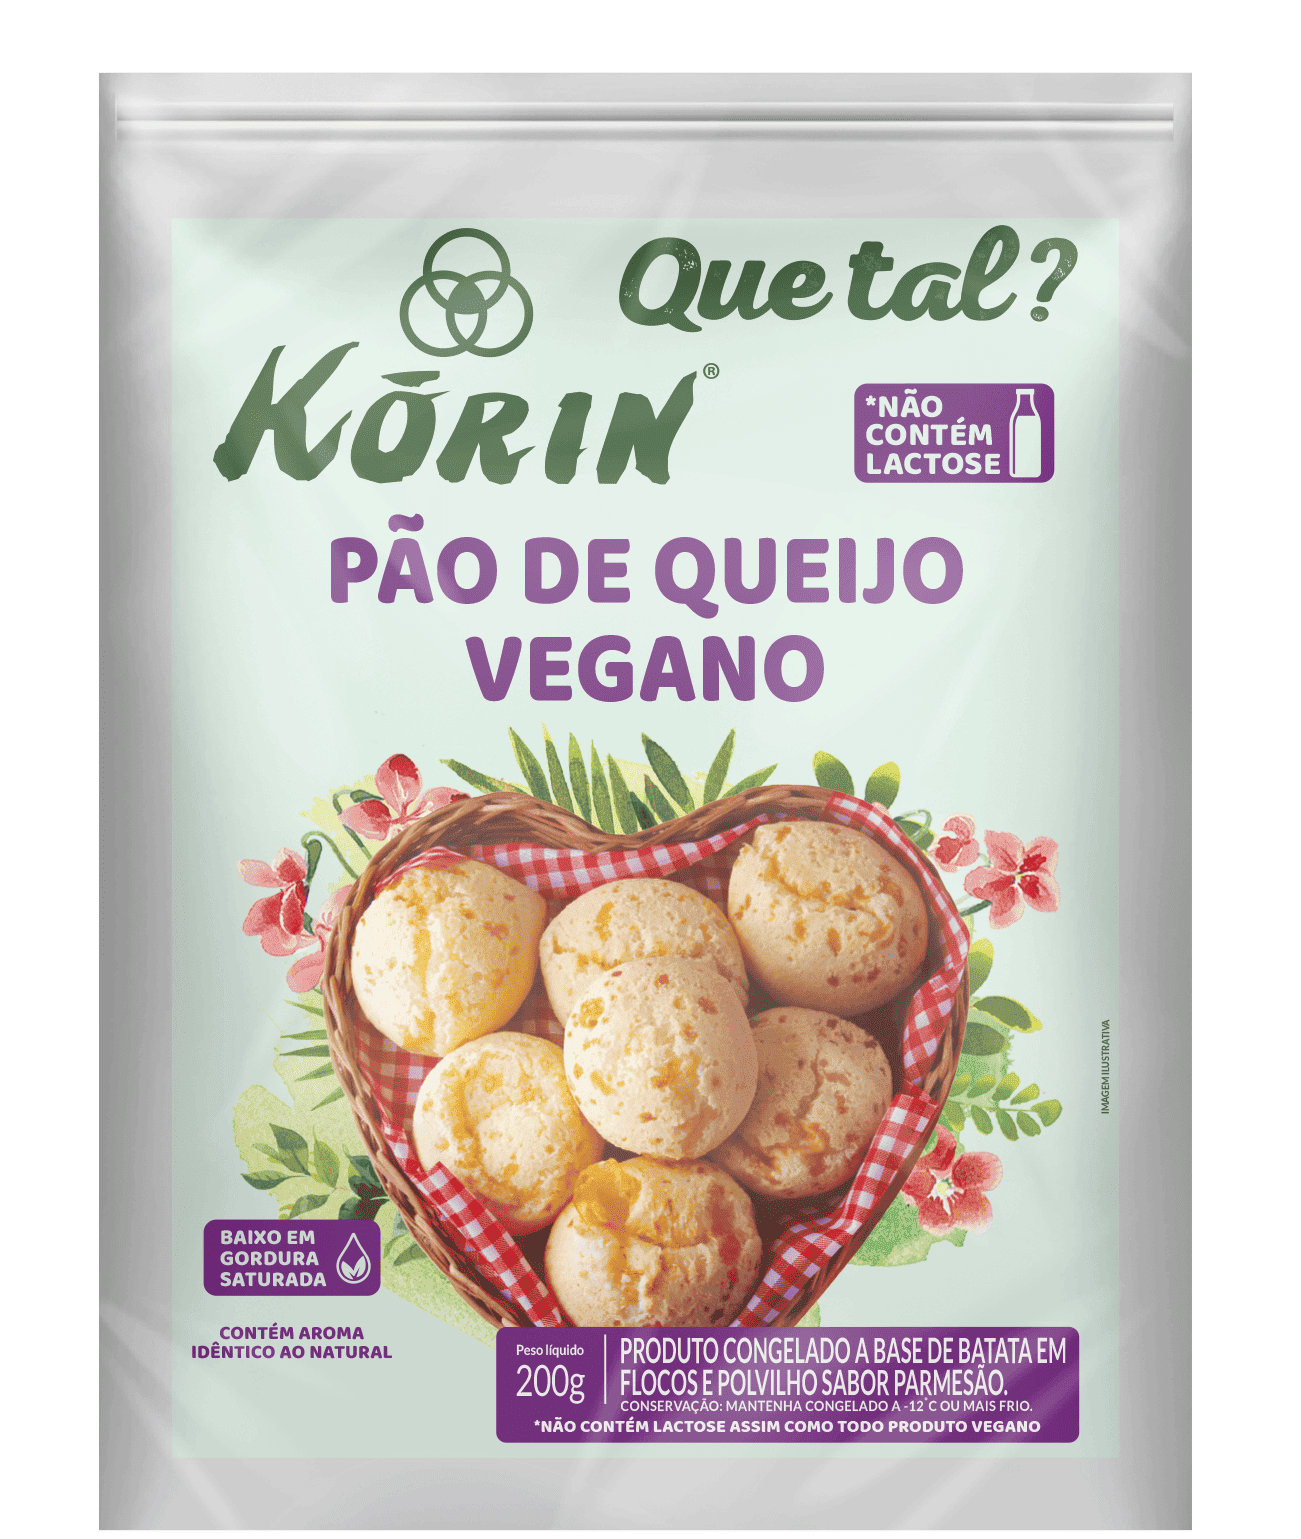 Que tal?
KŌRIN®
*NÃO
CONTÉM
LACTOSE
PÃO DE QUEIJO
VEGANO
IMAGEM ILUSTRATIVA
BAIXO EM
GORDURA
SATURADA
CONTÉM AROMA
IDÊNTICO AO NATURAL
Peso líquido
200g
PRODUTO CONGELADO A BASE DE BATATA EM
FLOCOS E POLVILHO SABOR PARMESÃO.
CONSERVAÇÃO: MANTENHA CONGELADO A -12°C OU MAIS FRIO.
*NÃO CONTÉM LACTOSE ASSIM COMO TODO PRODUTO VEGANO